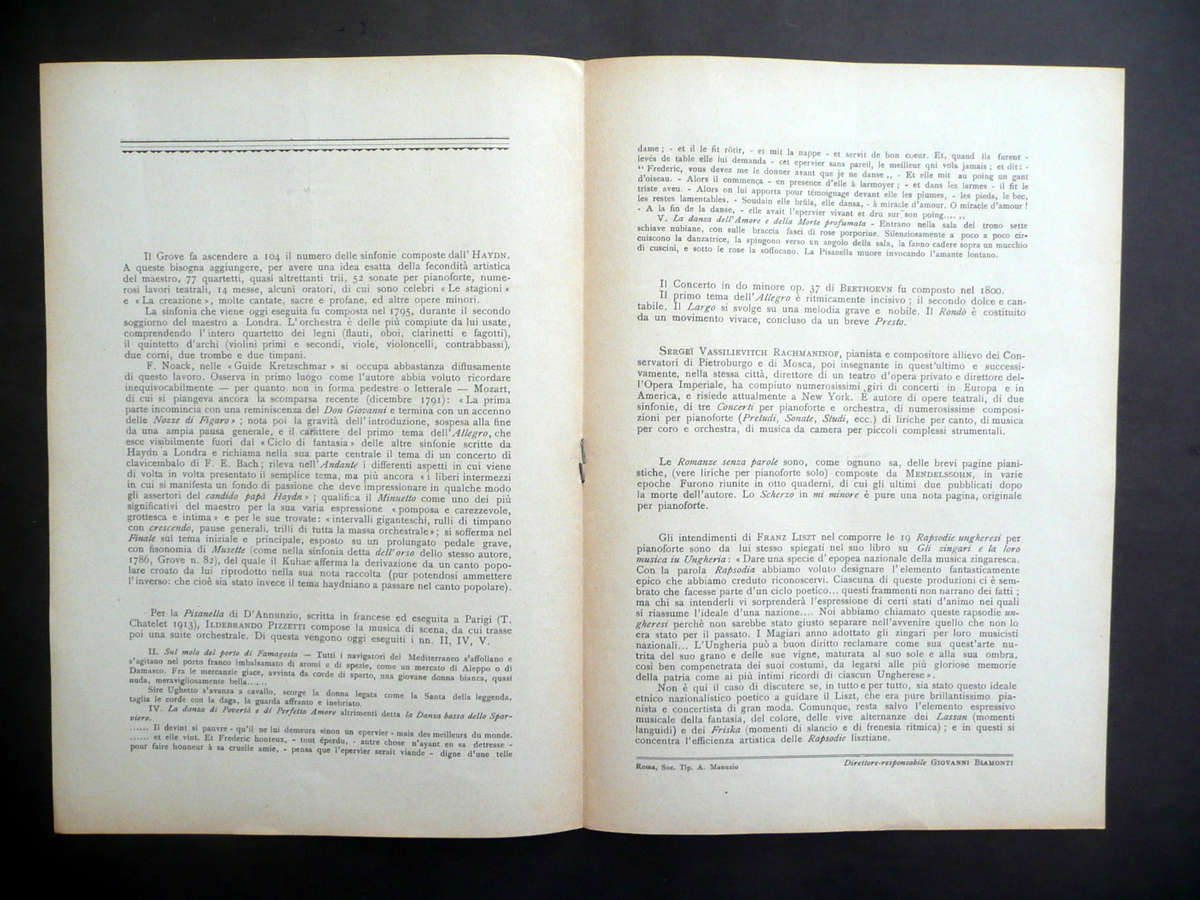 Il Grove fa ascendere a 104 il numero delle sinfonie composte dall'HAYDN.
A queste bisogna aggiungere, per avere una idea esatta della fecondità artistica
del maestro, 77 quartetti, quasi altrettanti trii, 52 sonate per pianoforte, nume-
rosi lavori teatrali, 14 messe, alcuni oratori, di cui sono celebri «Le stagioni»
e «La creazione», molte cantate, sacre e profane, ed altre opere minori.
La sinfonia che viene oggi eseguita fu composta nel 1795, durante il secondo
soggiorno del maestro a Londra. L'orchestra è delle più compiute da lui usate,
comprendendo l'intero quartetto dei legni (flauti, oboi, clarinetti e fagotti),
il quintetto d'archi (violini primi e secondi, viole, violoncelli, contrabbassi),
due corni, due trombe e due timpani.
F. Noack, nelle «Guide Kretzschmar» si occupa abbastanza diffusamente
di questo lavoro. Osserva in primo luogo come l'autore abbia voluto ricordare
inequivocabilmente — per quanto non in forma pedestre o letterale — Mozart,
di cui si piangeva ancora la scomparsa recente (dicembre 1791): «La prima
parte incomincia con una reminiscenza del Don Giovanni e termina con un accenno
delle Nozze di Figaro»; nota poi la gravità dell'introduzione, sospesa alla fine
da una ampia pausa generale, e il carattere del primo tema dell'Allegro, che
esce visibilmente fuori dal «Ciclo di fantasia» delle altre sinfonie scritte da
Haydn a Londra e richiama nella sua parte centrale il tema di un concerto di
clavicembalo di F. E. Bach; rileva nell'Andante i differenti aspetti in cui viene
di volta in volta presentato il semplice tema, ma più ancora «i liberi intermezzi
in cui si manifesta un fondo di passione che deve impressionare in qualche modo
gli assertori del candido papà Haydn»; qualifica il Minuetto come uno dei più
significativi del maestro per la sua varia espressione «pomposa e carezzevole,
grottesca e intima» e per le sue trovate: «intervalli giganteschi, rulli di timpano
con crescendo, pause generali, trilli di tutta la massa orchestrale»; si sofferma nel
Finale sul tema iniziale e principale, esposto su un prolungato pedale grave,
con fisonomia di Musette (come nella sinfonia detta dell'orso dello stesso autore,
1786, Grove n. 82), del quale il Kuhac afferma la derivazione da un canto popo-
lare croato da lui riprodotto nella sua nota raccolta (pur potendosi ammettere
l'inverso: che cioè sia stato invece il tema haydniano a passare nel canto popolare).
Per la Pisanella di D'Annunzio, scritta in francese ed eseguita a Parigi (T.
Chatelet 1913), ILDEBRANDO PIZZETTI compose la musica di scena, da cui trasse
poi una suite orchestrale. Di questa vengono oggi eseguiti i nn. II, IV, V.
II. Sul molo del porto di Famagosta — Tutti i navigatori del Mediterraneo s'affollano e
s'agitano nel porto franco imbalsamato di aromi e di spezie, come un mercato di Aleppo o di
Damasco. Fra le mercanzie giace, avvinta da corde di sparto, una giovane donna bianca, quasi
nuda, meravigliosamente bella......
Sire Ughetto s'avanza a cavallo, scorge la donna legata come la Santa della leggenda,
taglie le corde con la daga, la guarda affranto e inebriato.
IV. La danza di Povertà e di Perfetto Amore altrimenti detta la Danza bassa dello Spar-
viero.
...... Il devint si pauvre - qu'il ne lui demeura sinon un epervier - mais des meilleurs du monde.
...... et elle vint. Et Frederic honteux, - tout éperdu, - autre chose n'ayant en sa detresse -
pour faire honneur à sa cruelle amie, - pensa que l'epervier serait viande - digne d'une telle
dame; - et il le fit rôtir, - et mit la nappe - et servit de bon coeur. Et, quand ils furent -
levés de table elle lui demanda - cet epervier sans pareil, le meilleur qui vola jamais; et dit: -
“ Frederic, vous devez me le donner avant que je ne danse ,, - Et elle mit au poing un gant
d'oiseau. - Alors il commença - en presence d'elle à larmoyer; - et dans les larmes - il fit le
triste aveu. - Alors on lui apporta pour témoignage devant elle les plumes, - les pieds, le bec,
les restes lamentables. - Soudain elle brûla, elle dansa, - à miracle d'amour. O miracle d'amour!
- A la fin de la danse, - elle avait l'epervier vivant et dru sur son poing.... ,,
V. La danza dell'Amore e della Morte profumata - Entrano nella sala del trono sette
schiave nubiane, con sulle braccia fasci di rose porporine. Silenziosamente a poco a poco cir-
cuiscono la danzatrice, la spingono verso un angolo della sala, la fanno cadere sopra un mucchio
di cuscini, e sotto le rose la soffocano. La Pisanella muore invocando l'amante lontano.
Il Concerto in do minore op. 37 di BEETHOEVN fu composto nel 1800.
Il primo tema dell'Allegro è ritmicamente incisivo; il secondo dolce e can-
tabile. Il Largo si svolge su una melodia grave e nobile. Il Rondò è costituito
da un movimento vivace, concluso da un breve Presto.
SERGEÏ VASSILIEVITCH RACHMANINOF, pianista e compositore allievo dei Con-
servatori di Pietroburgo e di Mosca, poi insegnante in quest'ultimo e successi-
vamente, nella stessa città, direttore di un teatro d'opera privato e direttore del-
l'Opera Imperiale, ha compiuto numerosissimi giri di concerti in Europa e in
America, e risiede attualmente a New York. È autore di opere teatrali, di due
sinfonie, di tre Concerti per pianoforte e orchestra, di numerosissime composi-
zioni per pianoforte (Preludi, Sonate, Studi, ecc.) di liriche per canto, di musica
per coro e orchestra, di musica da camera per piccoli complessi strumentali.
Le Romanze senza parole sono, come ognuno sa, delle brevi pagine piani-
stiche, (vere liriche per pianoforte solo) composte da MENDELSSOHN, in varie
epoche Furono riunite in otto quaderni, di cui gli ultimi due pubblicati dopo
la morte dell'autore. Lo Scherzo in mi minore è pure una nota pagina, originale
per pianoforte.
Gli intendimenti di FRANZ LISZT nel comporre le 19 Rapsodie ungheresi per
pianoforte sono da lui stesso spiegati nel suo libro su Gli zingari e la loro
musica iu Ungheria: «Dare una specie d'epopea nazionale della musica zingaresca.
Con la parola Rapsodia abbiamo voluto designare l'elemento fantasticamente
epico che abbiamo creduto riconoscervi. Ciascuna di queste produzioni ci è sem-
brato che facesse parte d'un ciclo poetico... questi frammenti non narrano dei fatti;
ma chi sa intenderli vi sorprenderà l'espressione di certi stati d'animo nei quali
si riassume l'ideale d'una nazione.... Noi abbiamo chiamato queste rapsodie un-
gheresi perchè non sarebbe stato giusto separare nell'avvenire quello che non lo
era stato per il passato. I Magiari anno adottato gli zingari per loro musicisti
nazionali... L'Ungheria può a buon diritto reclamare come sua quest'arte nu-
trita del suo grano e delle sue vigne, maturata al suo sole e alla sua ombra,
così ben compenetrata dei suoi costumi, da legarsi alle più gloriose memorie
della patria come ai più intimi ricordi di ciascun Ungherese».
Non è qui il caso di discutere se, in tutto e per tutto, sia stato questo ideale
etnico nazionalistico poetico a guidare il Liszt, che era pure brillantissimo pia-
nista e concertista di gran moda. Comunque, resta salvo l'elemento espressivo
musicale della fantasia, del colore, delle vive alternanze dei Lassan (momenti
languidi) e dei Friska (momenti di slancio e di frenesia ritmica); e in questi si
concentra l'efficienza artistica delle Rapsodie lisztiane.
Roma, Soc. Tip. A. Manuzio
Direttore-responsabile GIOVANNI BIAMONTI